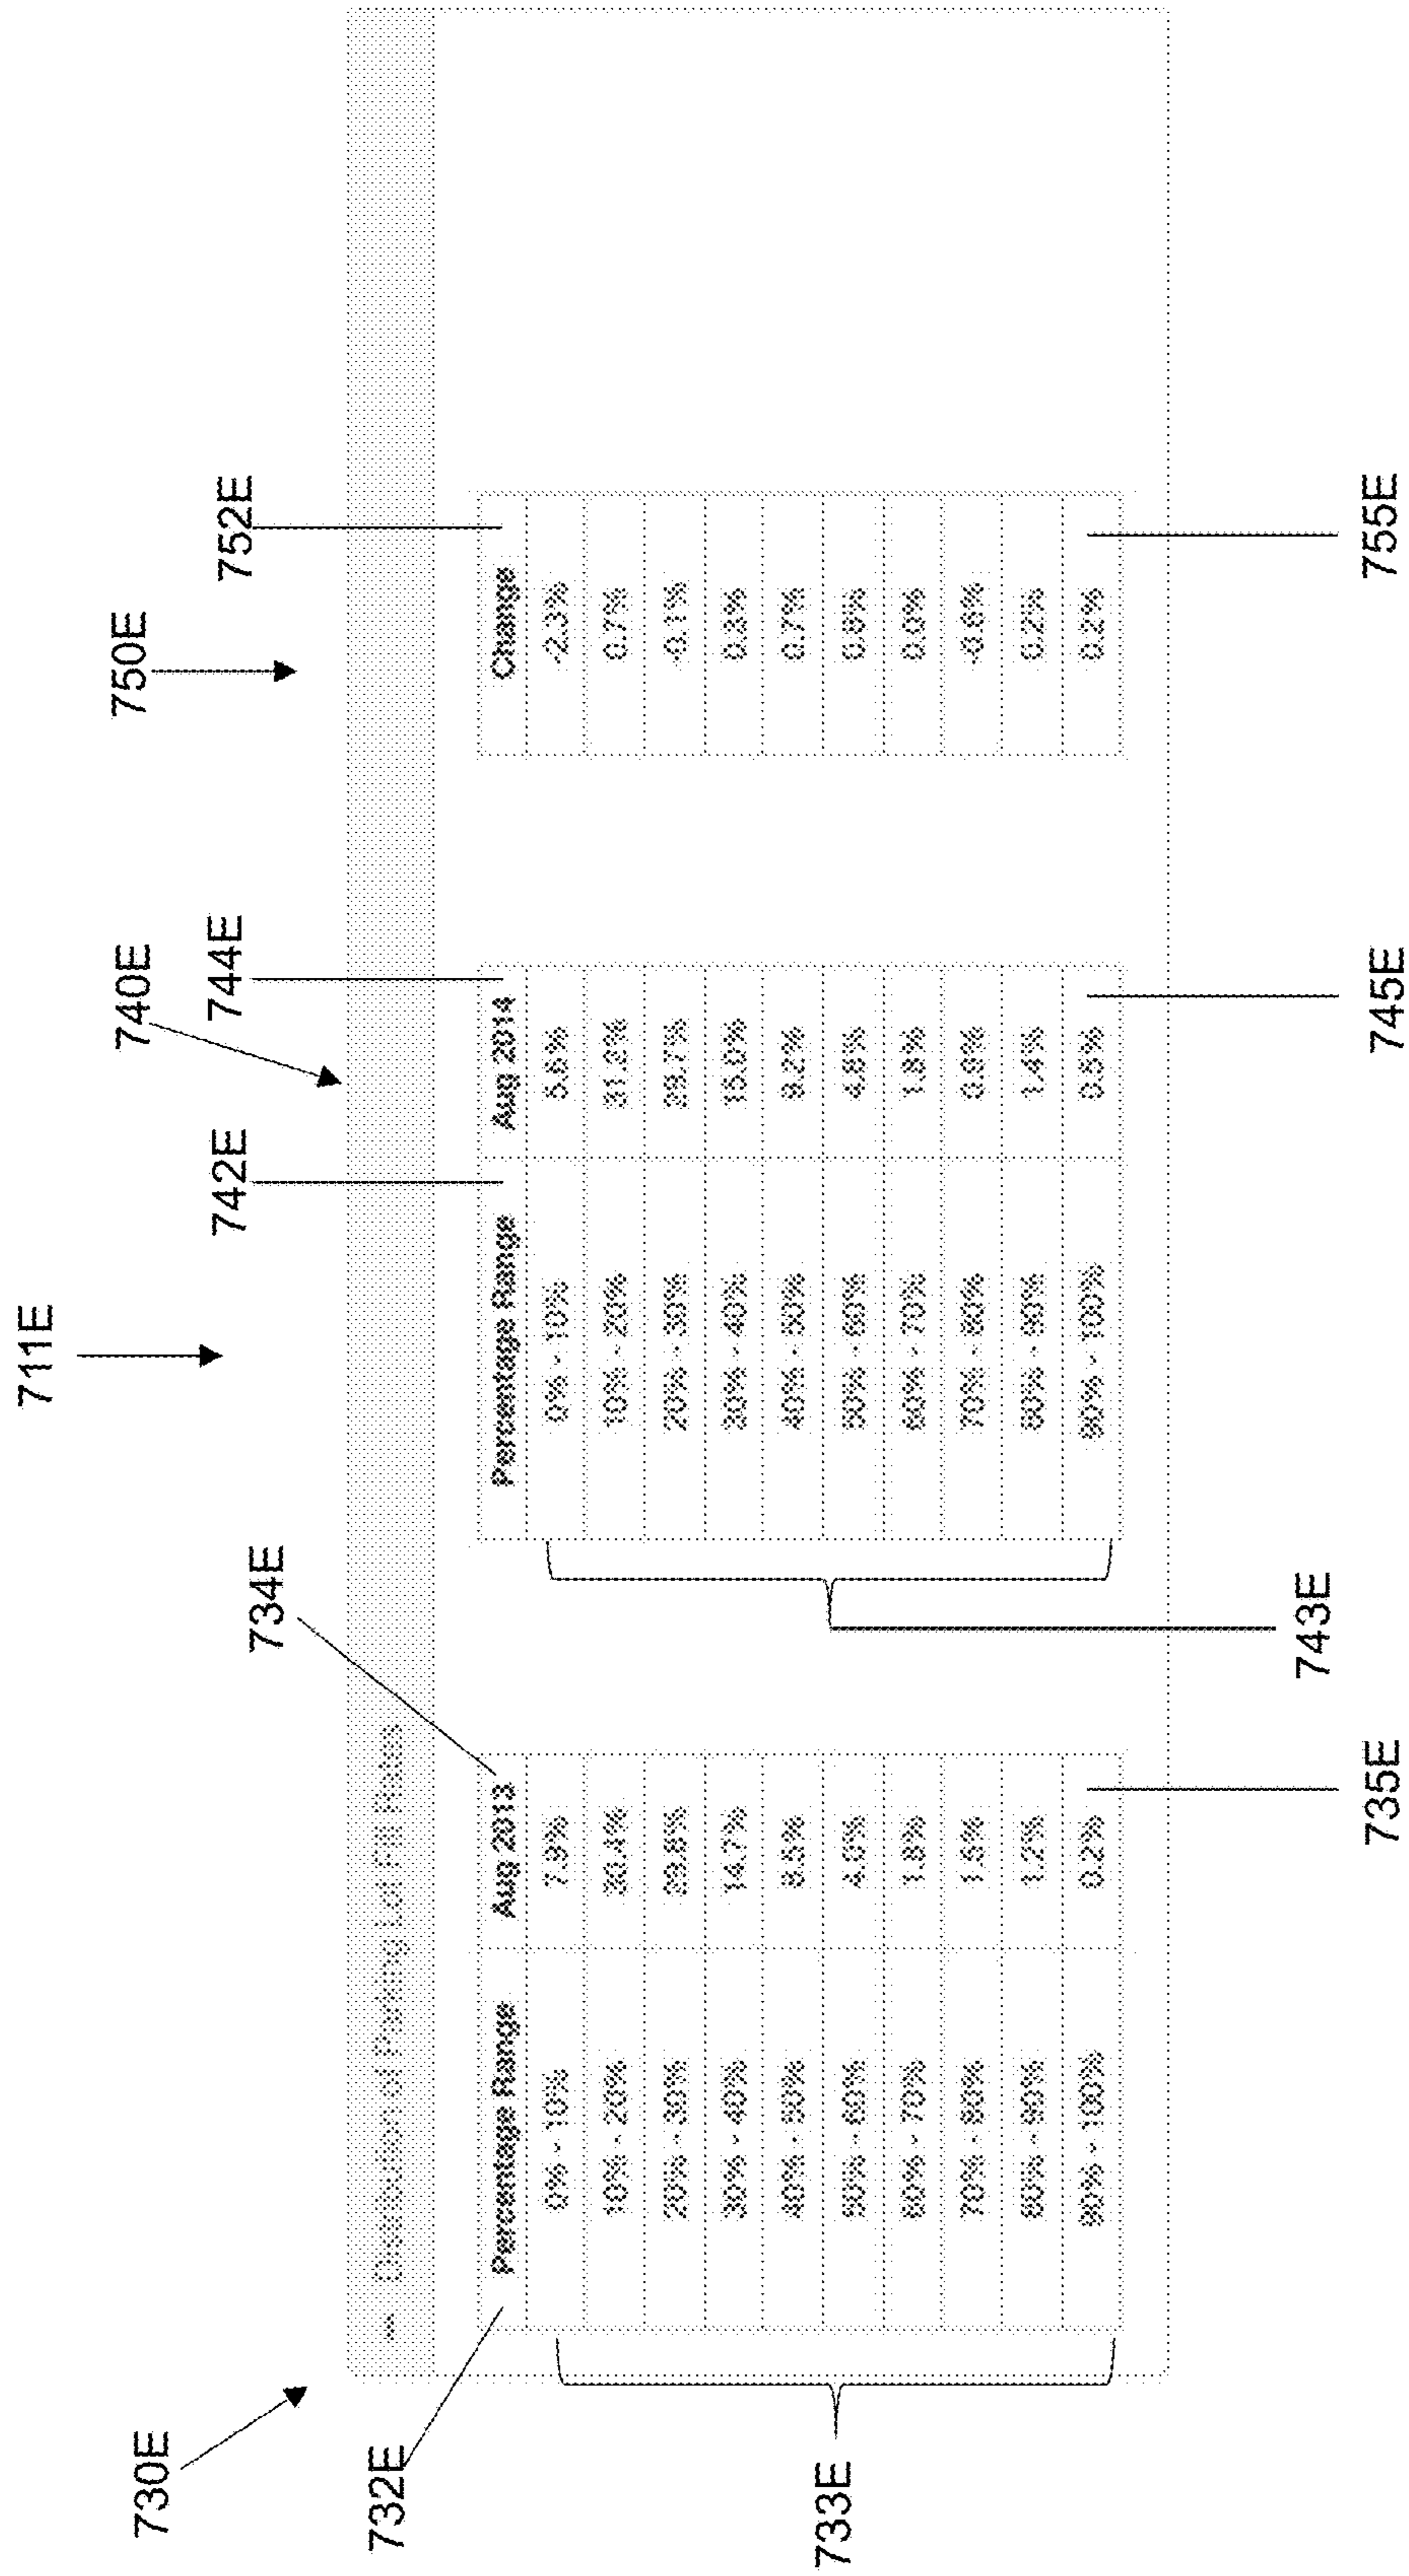 711E
730E
740E
750E
732E
734E
742E
744E
752E
Distribution of Parking Lot Fill Rates
Percentage Range Aug 2013 Percentage Range Aug 2014 Change
0% - 10% 7.9% 0% - 10% 5.6% -2.3%
10% - 20% 30.4% 10% - 20% 31.2% 0.7%
20% - 30% 29.8% 20% - 30% 29.7% -0.1%
30% - 40% 14.7% 30% - 40% 15.0% 0.3%
40% - 50% 8.5% 40% - 50% 9.2% 0.7%
50% - 60% 4.0% 50% - 60%
60% - 70% 1.8% 60% - 70% 1.8% 0.0%
70% - 80% 1.5% 70% - 80% 0.9% -0.6%
80% - 90% 1.2% 80% - 90% 1.4% 0.2%
90% - 100% 0.2% 90% - 100% 0.5% 0.2%
733E
743E
735E
745E
755E